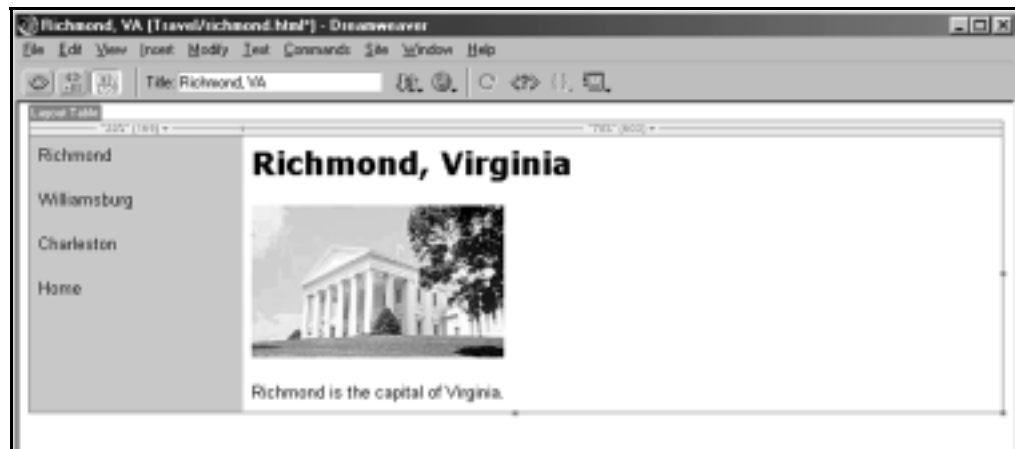 Richmond, VA (Travel/richmond.html*) - Dreamweaver
File Edit View Insert Modify Text Commands Site Window Help
Title: Richmond, VA
Layout Table
Richmond
Richmond, Virginia
Williamsburg
Charleston
Home
Richmond is the capital of Virginia.